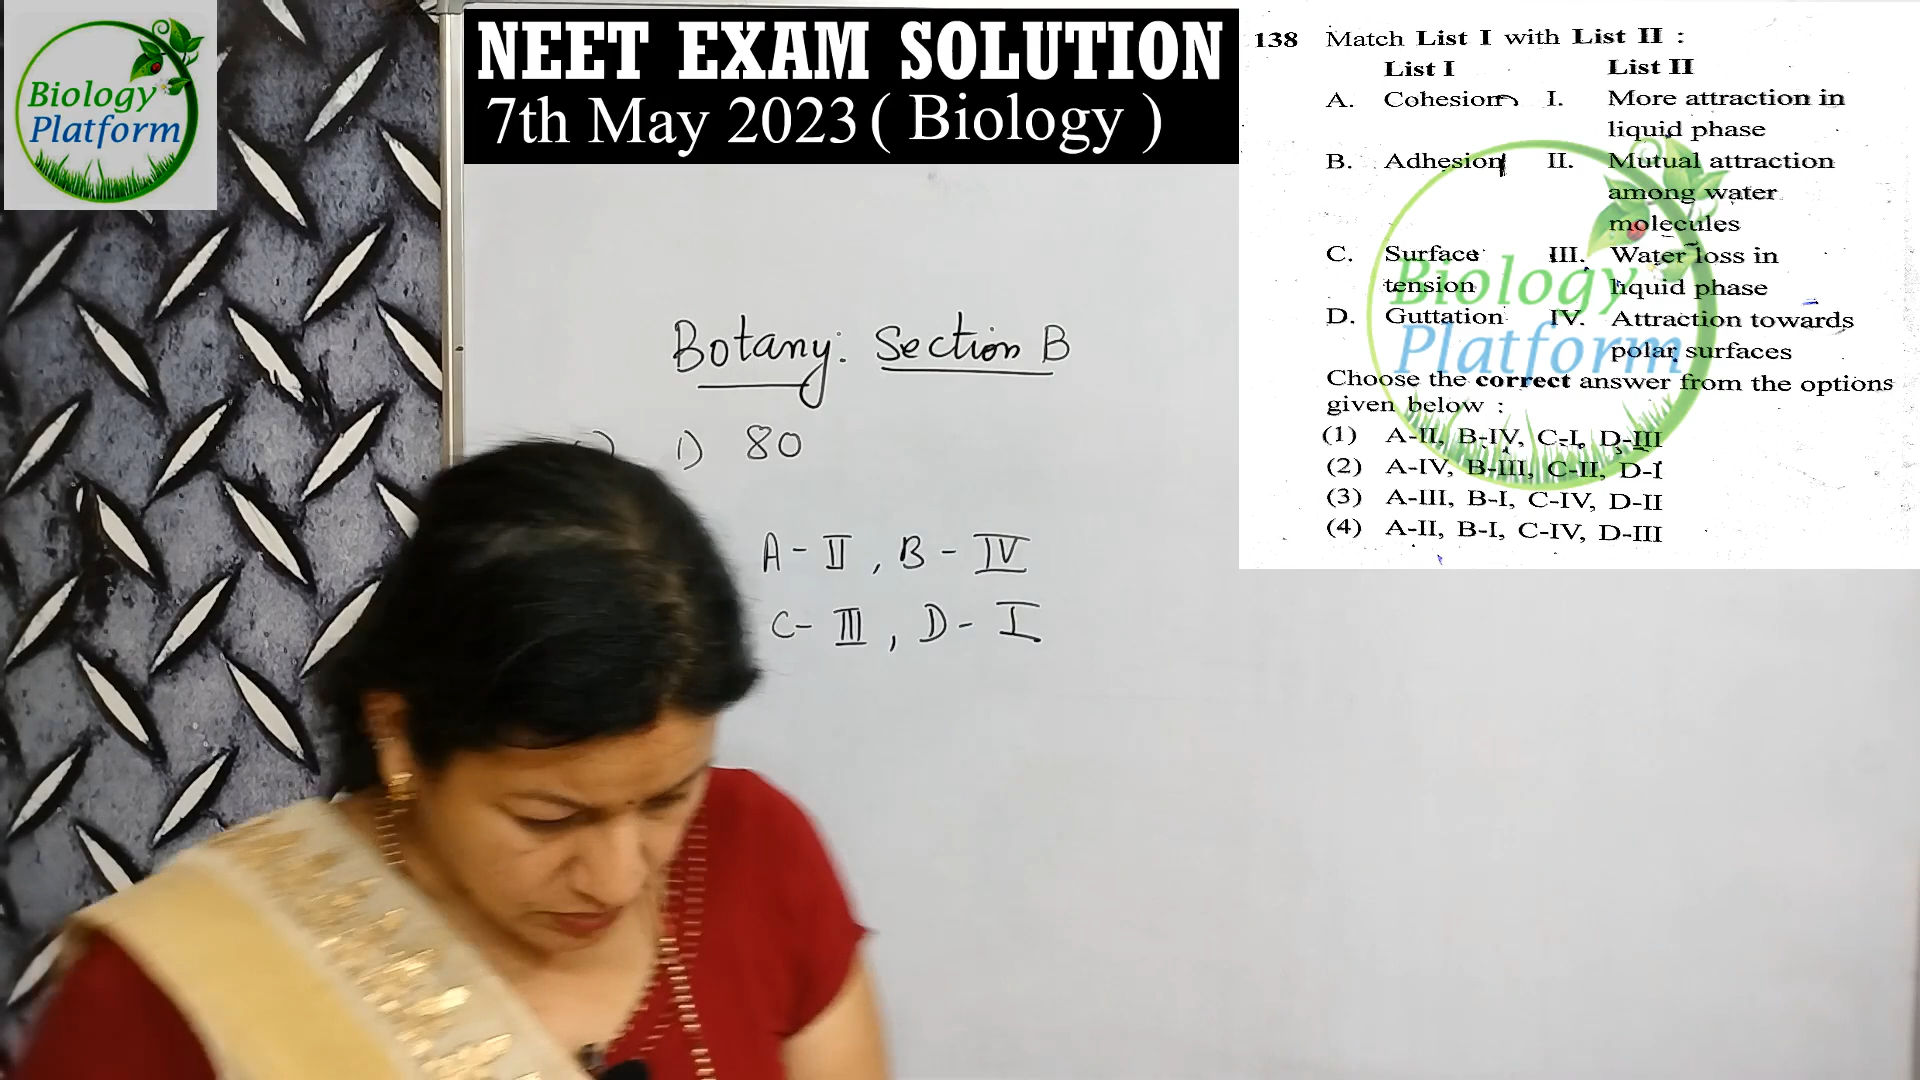 Biology
Platform
NEET EXAM SOLUTION
7th May 2023 ( Biology )
Botany: Section B
1) 80
A - II , B - IV
C - III , D - I
138 Match List I with List II :
List I List II
A. Cohesion I. More attraction in
liquid phase
B. Adhesion II. Mutual attraction
among water
molecules
C. Surface III. Water loss in
tension liquid phase
D. Guttation IV. Attraction towards
polar surfaces
Choose the correct answer from the options
given below :
(1) A-II, B-IV, C-I, D-III
(2) A-IV, B-III, C-II, D-I
(3) A-III, B-I, C-IV, D-II
(4) A-II, B-I, C-IV, D-III
Biology
Platform